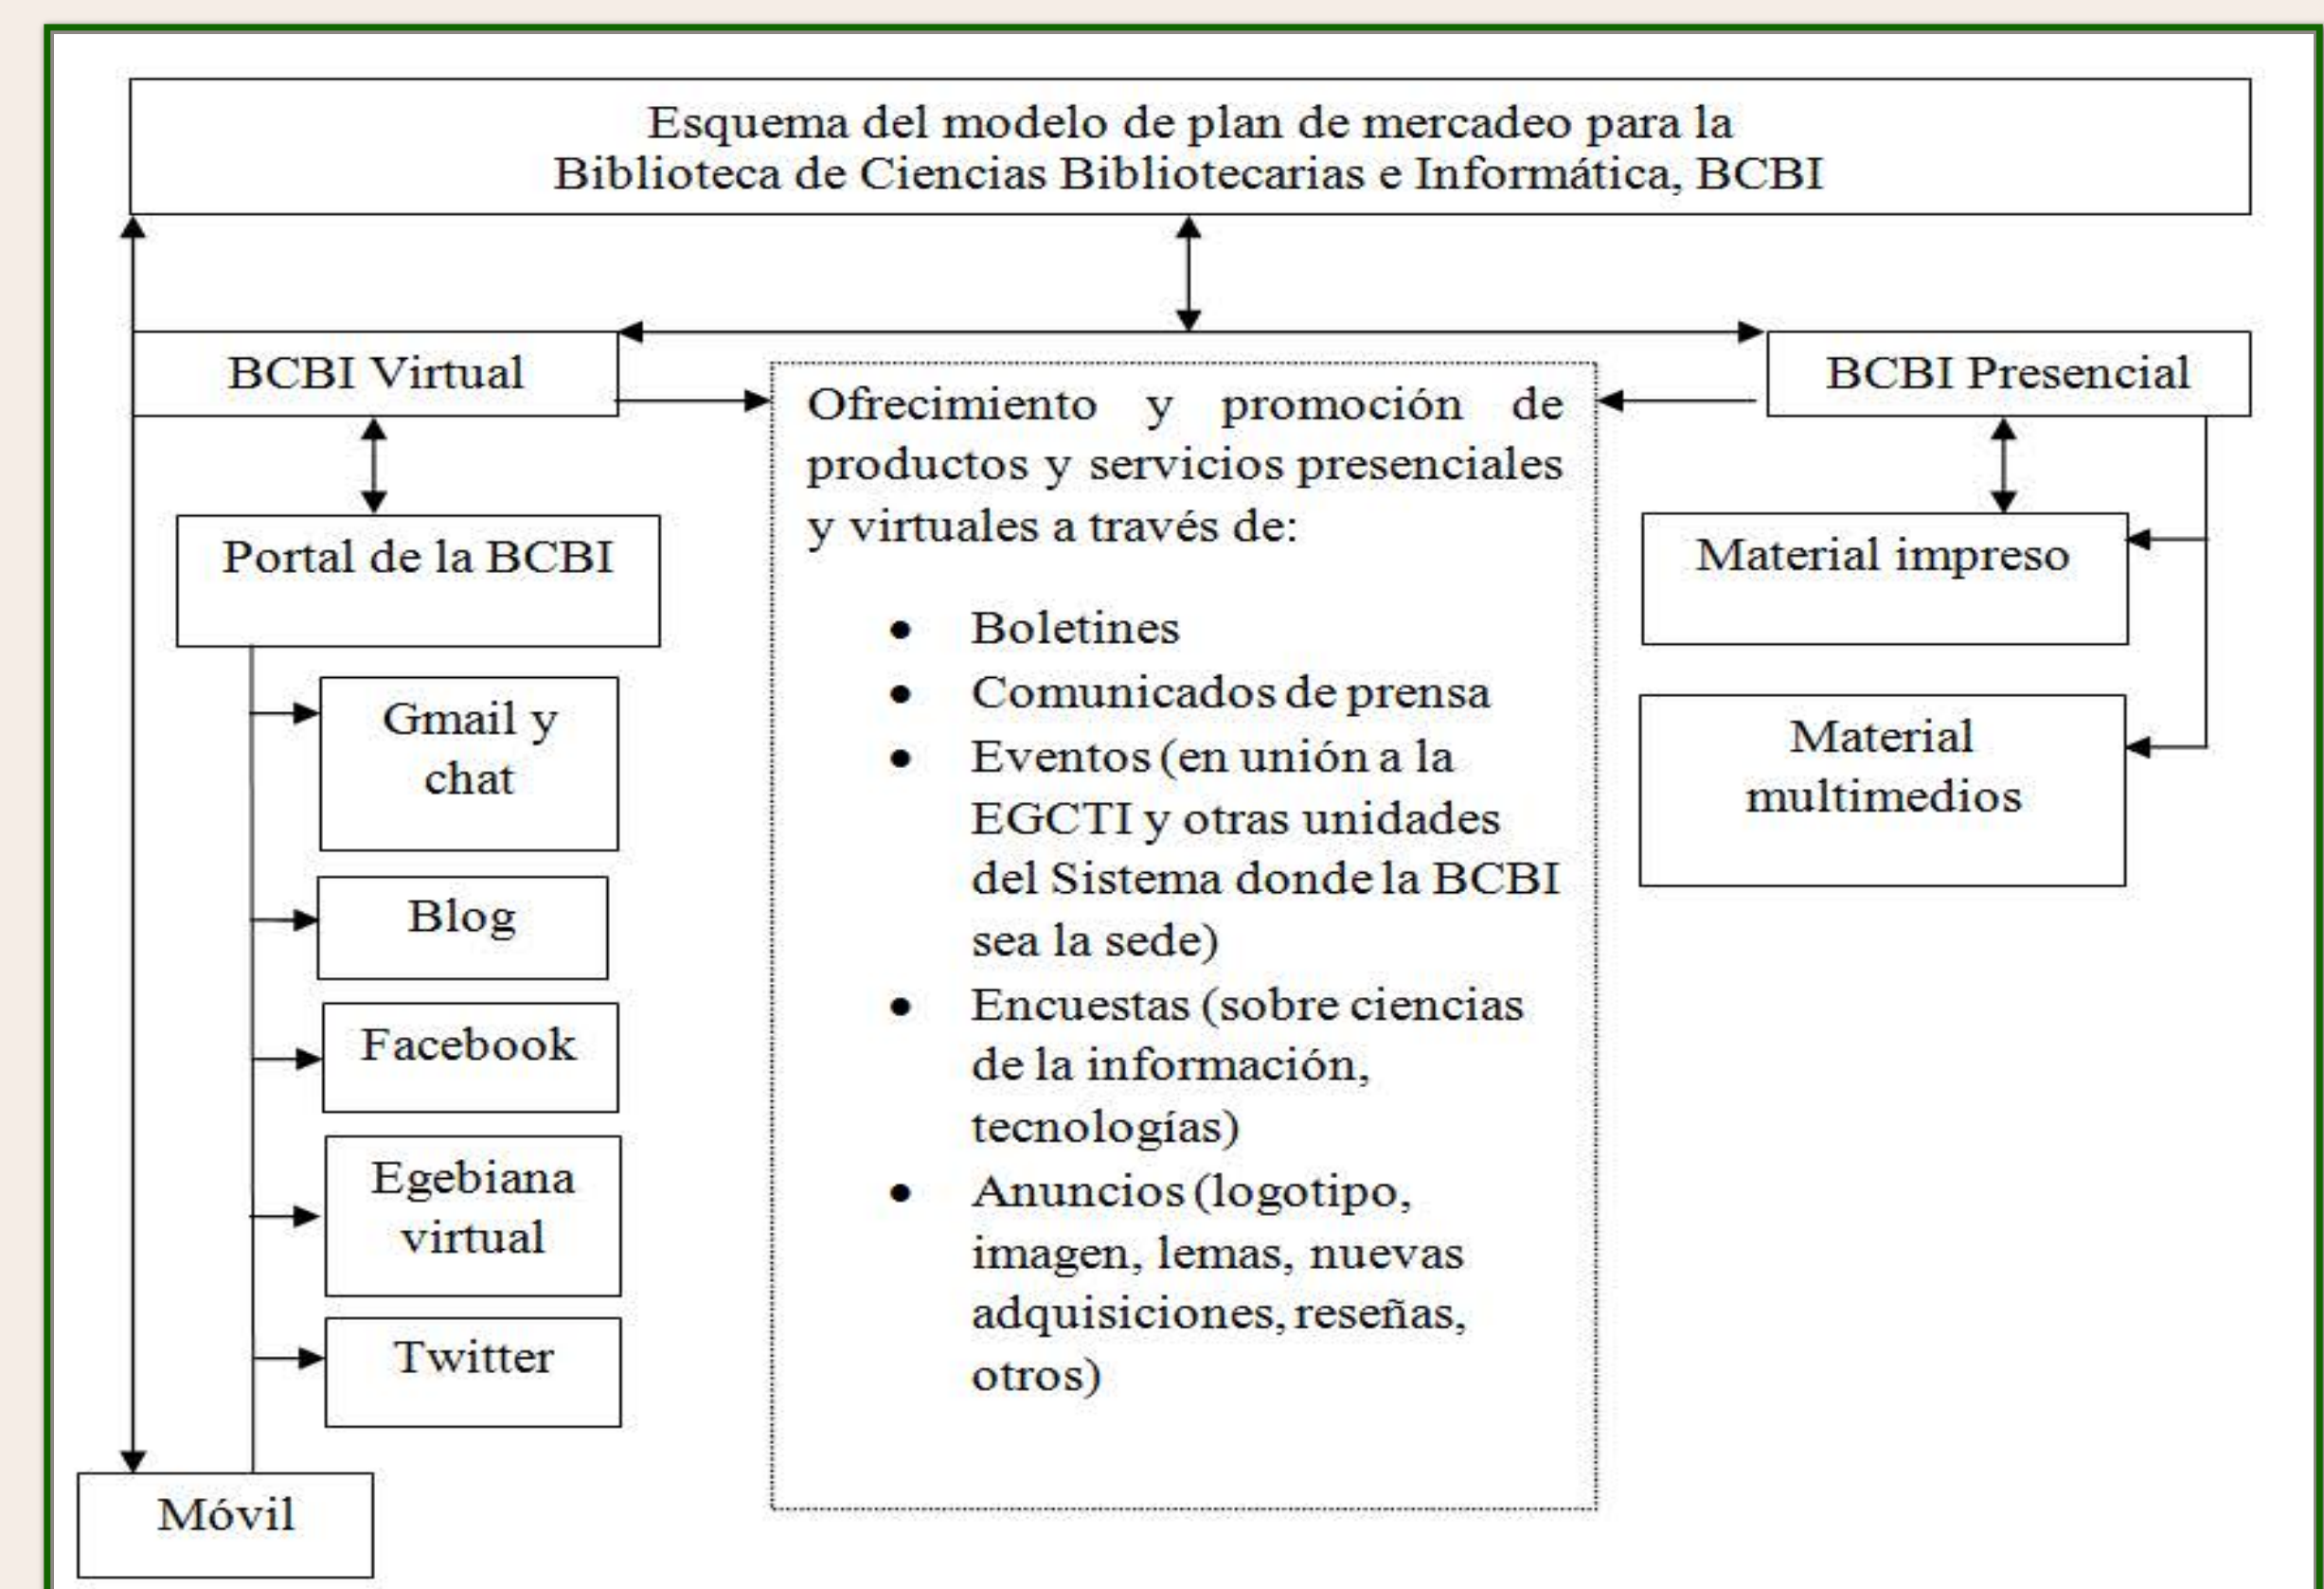 Esquema del modelo de plan de mercadeo para la
Biblioteca de Ciencias Bibliotecarias e Informática, BCBI
BCBI Virtual
Portal de la BCBI
Gmail y
chat
Blog
Facebook
Egebiana
virtual
Twitter
Móvil
Ofrecimiento y promoción de
productos y servicios presenciales
y virtuales a través de:
● Boletines
● Comunicados de prensa
● Eventos (en unión a la
EGCTI y otras unidades
del Sistema donde la BCBI
sea la sede)
● Encuestas (sobre ciencias
de la información,
tecnologías)
● Anuncios (logotipo,
imagen, lemas, nuevas
adquisiciones, reseñas,
otros)
BCBI Presencial
Material impreso
Material
multimedios